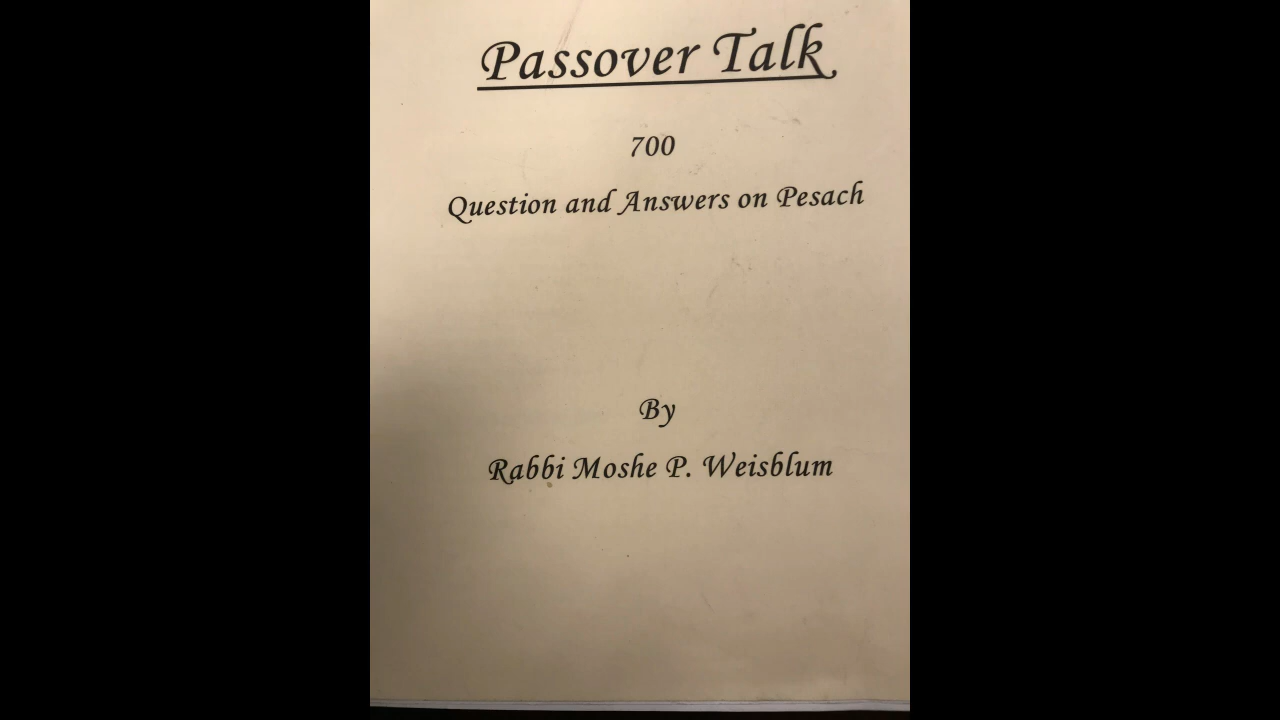 Passover Talk
700
Question and Answers on Pesach
By
Rabbi Moshe P. Weisblum